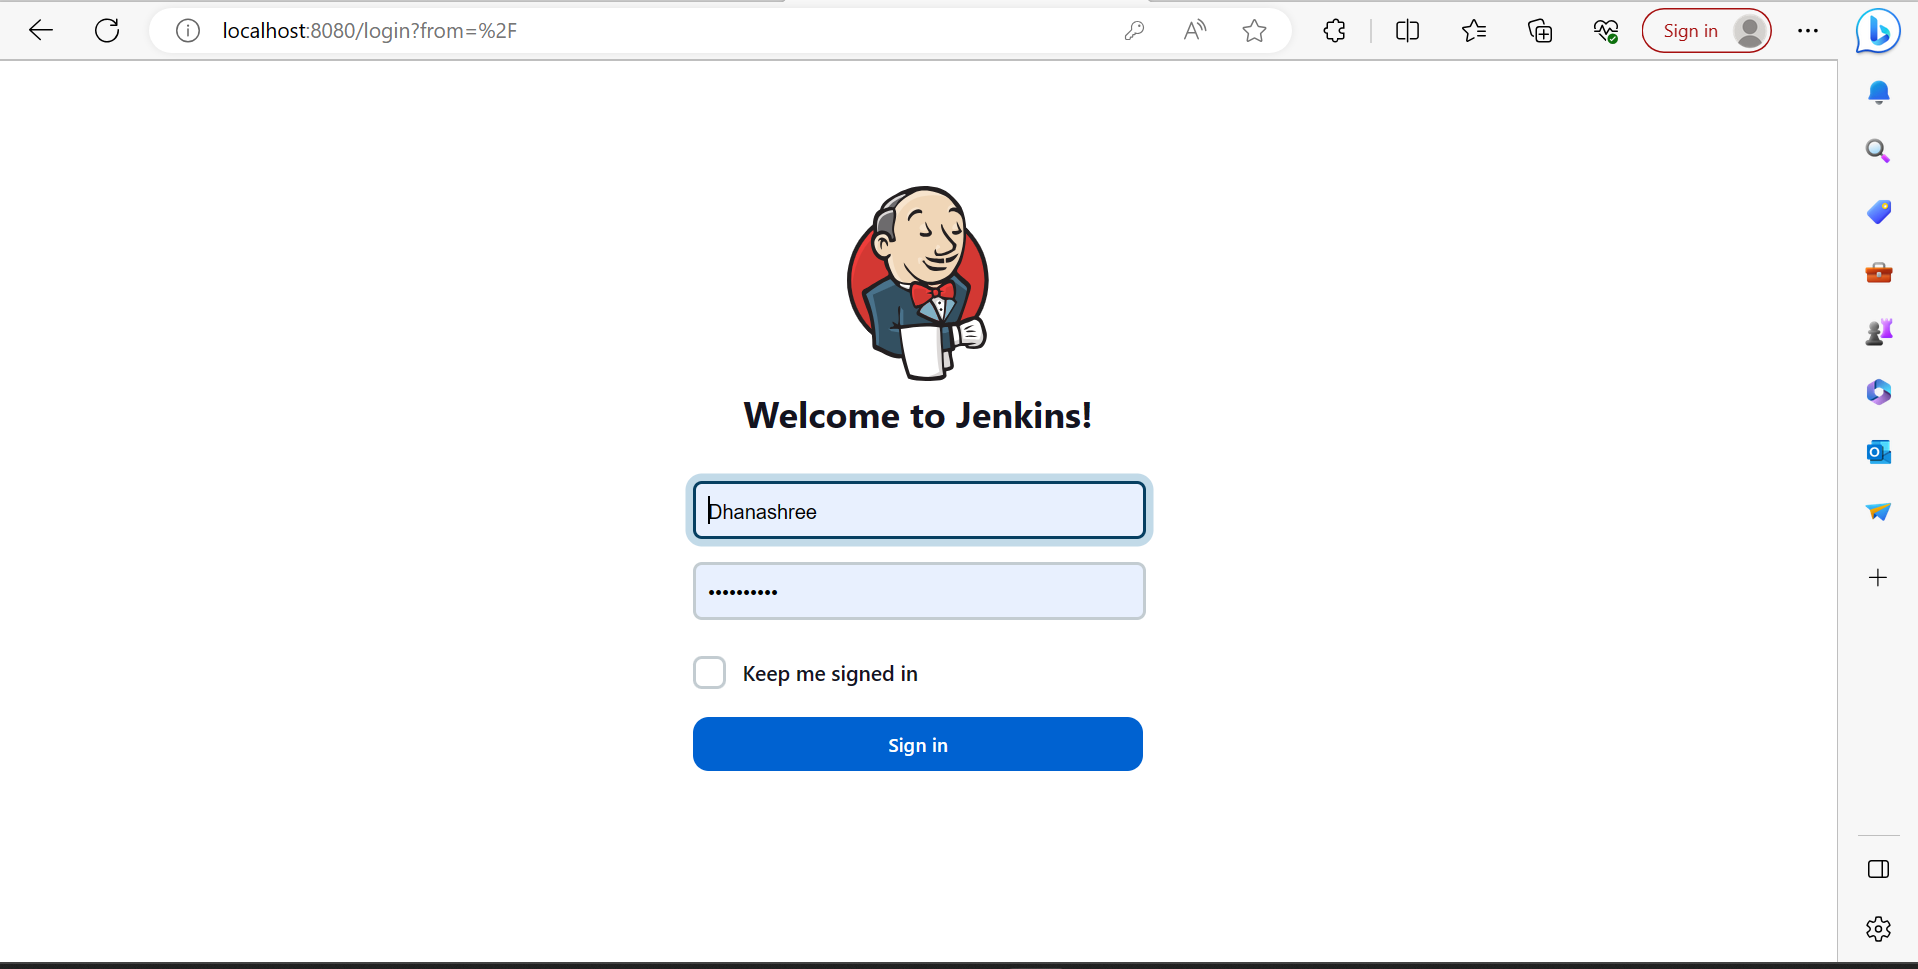 localhost:8080/login?from=%2F
Sign in
Welcome to Jenkins!
Dhanashree
••••••••••
Keep me signed in
Sign in